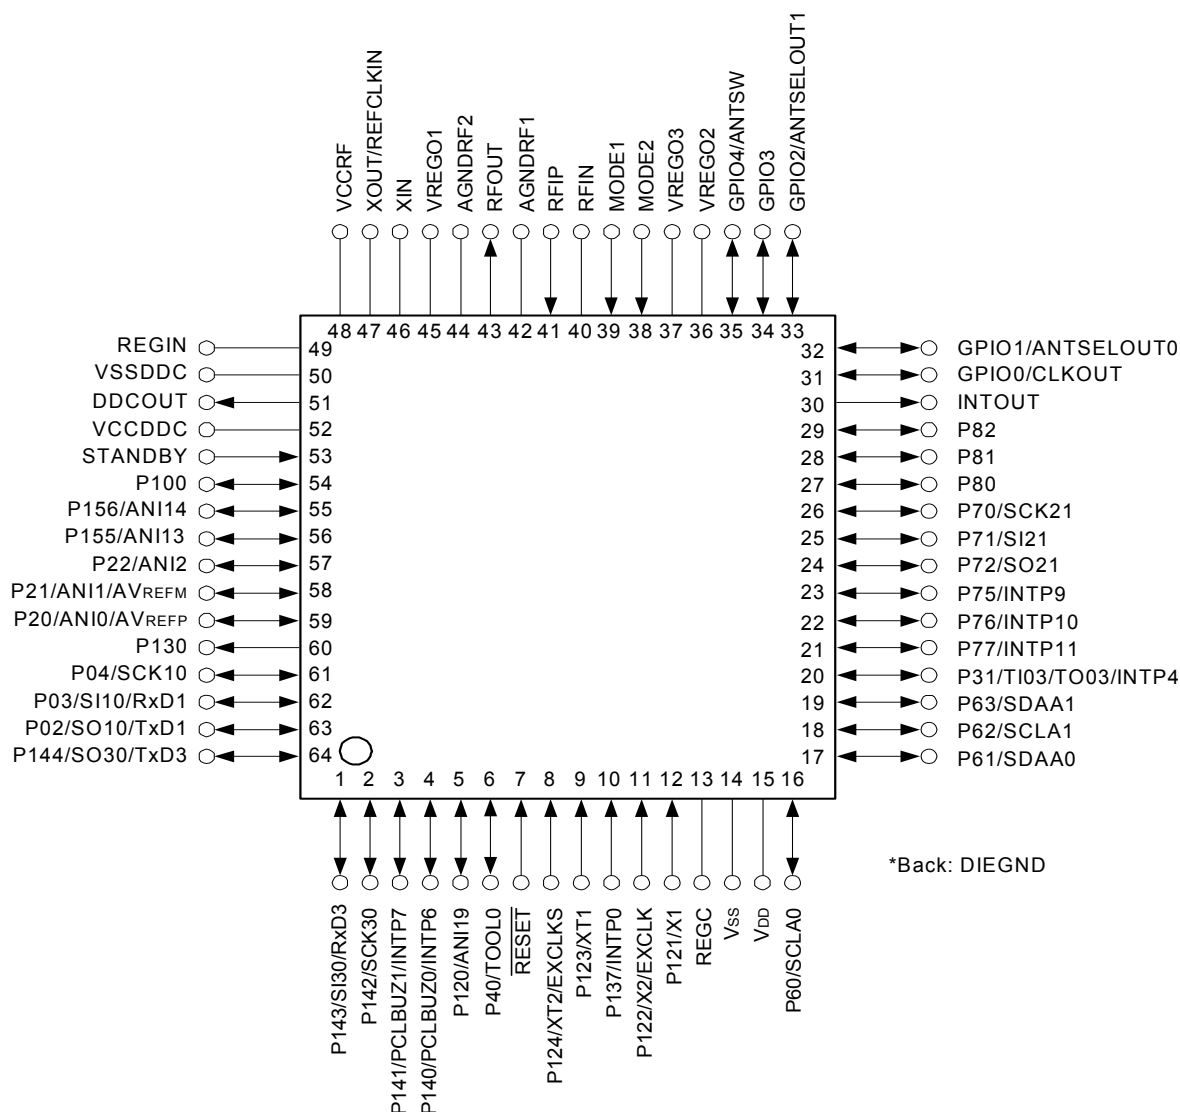 VCCRF
XOUT/REFCLKIN
XIN
VREGO1
AGNDRF2
RFOUT
AGNDRF1
RFIP
RFIN
MODE1
MODE2
VREGO3
VREGO2
GPIO4/ANTSW
GPIO3
GPIO2/ANTSELOUT1
48 47 46 45 44 43 42 41 40 39 38 37 36 35 34 33
REGIN 49
VSSDDC 50
DDCOUT 51
VCCDDC 52
STANDBY 53
P100 54
P156/ANI14 55
P155/ANI13 56
P22/ANI2 57
P21/ANI1/AVREFM 58
P20/ANI0/AVREFP 59
P130 60
P04/SCK10 61
P03/SI10/RxD1 62
P02/SO10/TxD1 63
P144/SO30/TxD3 64
32 GPIO1/ANTSELOUT0
31 GPIO0/CLKOUT
30 INTOUT
29 P82
28 P81
27 P80
26 P70/SCK21
25 P71/SI21
24 P72/SO21
23 P75/INTP9
22 P76/INTP10
21 P77/INTP11
20 P31/TI03/TO03/INTP4
19 P63/SDAA1
18 P62/SCLA1
17 P61/SDAA0
1 2 3 4 5 6 7 8 9 10 11 12 13 14 15 16
P143/SI30/RxD3
P142/SCK30
P141/PCLBUZ1/INTP7
P140/PCLBUZ0/INTP6
P120/ANI19
P40/TOOL0
RESET
P124/XT2/EXCLKS
P123/XT1
P137/INTP0
P122/X2/EXCLK
P121/X1
REGC
VSS
VDD
P60/SCLA0
*Back: DIEGND